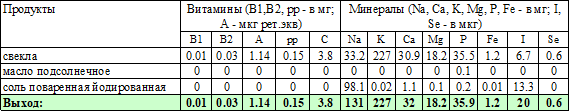 Продукты Витамины (B1,B2, pp - в мг; А - мкг рет.экв) Минералы (Na, Ca, K, Mg, P, Fe - в мг; I, Se - в мкг)
B1 B2 A pp C Na K Ca Mg P Fe I Se
свекла 0.01 0.03 1.14 0.15 3.8 33.2 227 30.9 18.2 35.5 1.2 6.7 0.6
масло подсолнечное 0 0 0 0 0 0 0 0 0 0.1 0 0 0
соль поваренная йодированная 0 0 0 0 0 98.1 0.02 1.1 0.1 0.2 0.01 13.3 0
Выход: 0.01 0.03 1.14 0.15 3.8 131 227 32 18.2 35.9 1.2 20 0.6